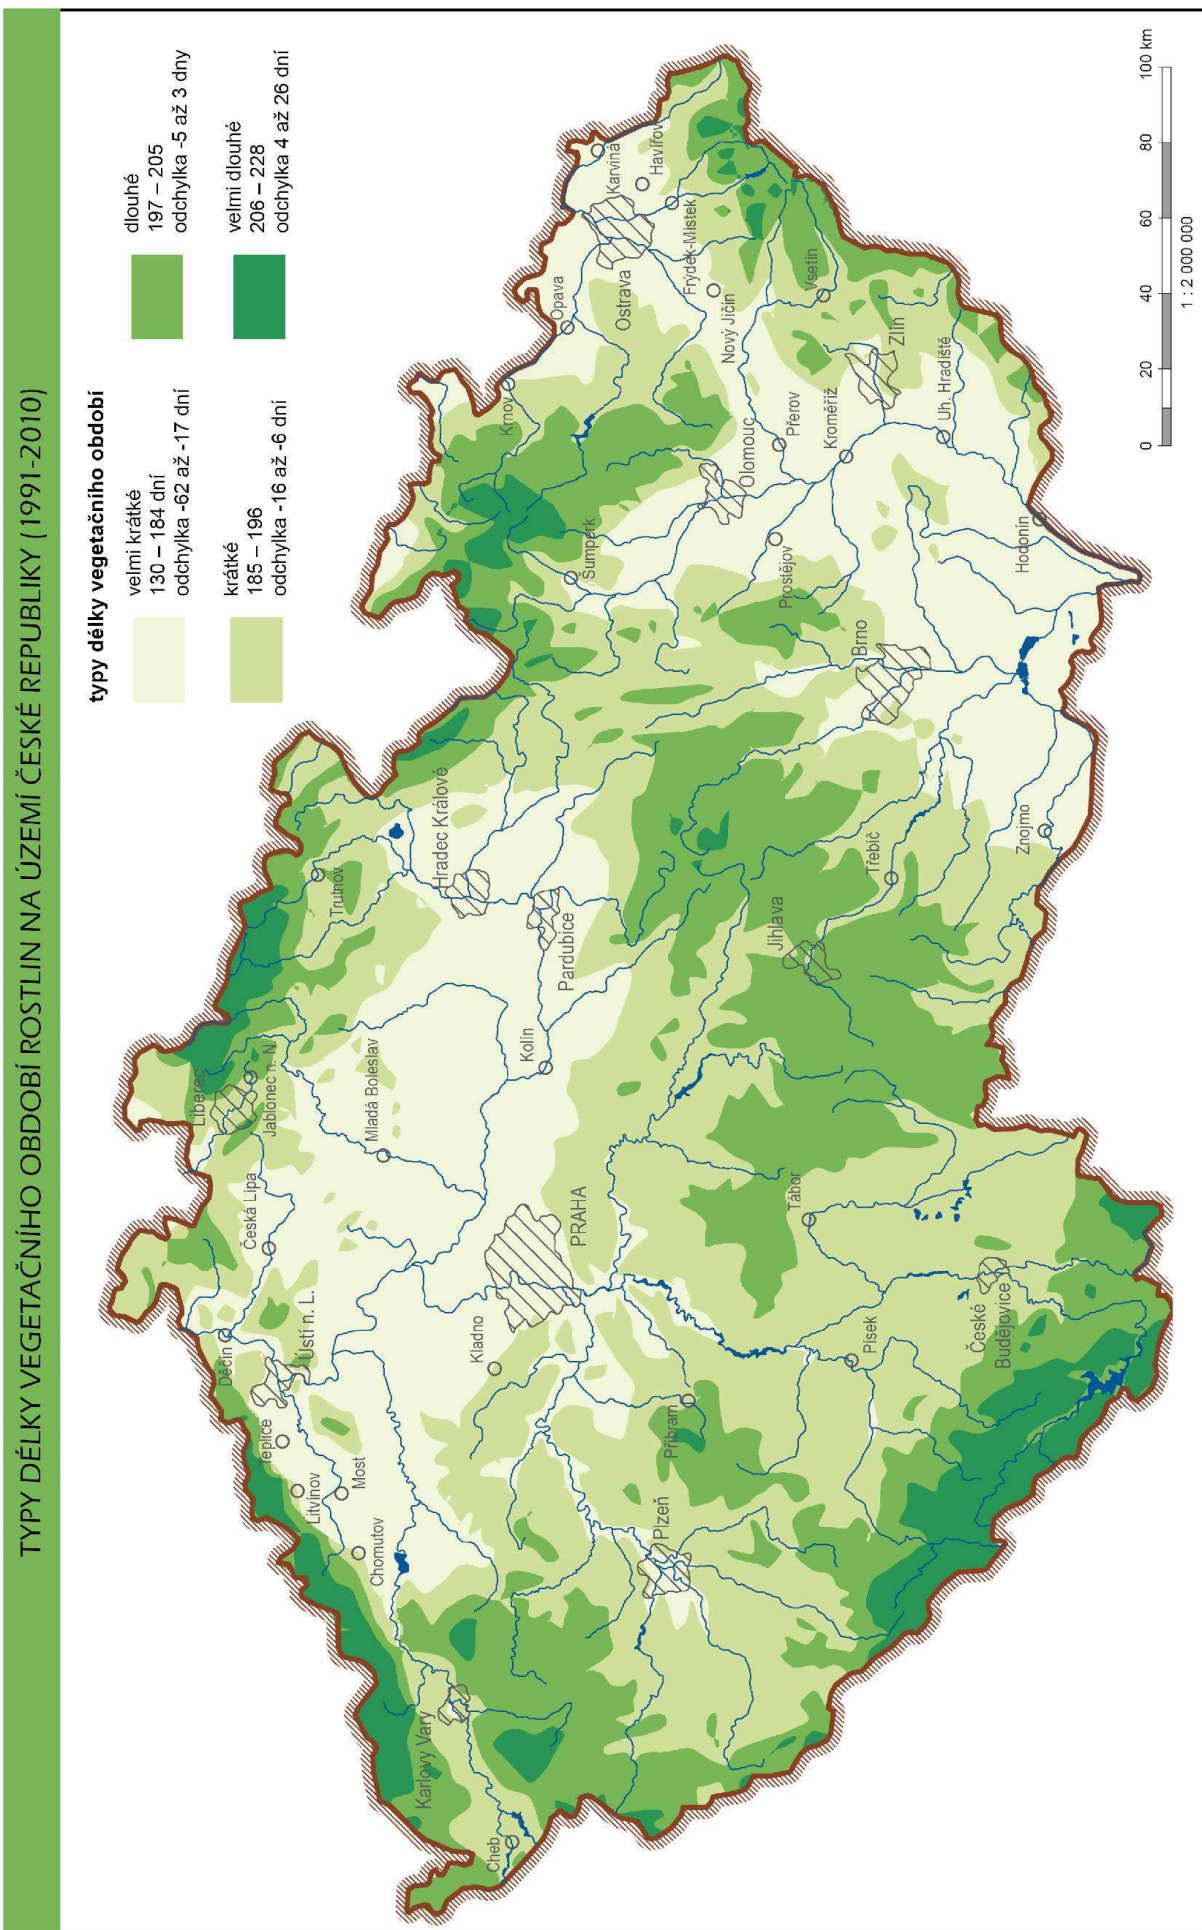 TYPY DÉLKY VEGETAČNÍHO OBDOBÍ ROSTLIN NA ÚZEMÍ ČESKÉ REPUBLIKY (1991-2010)
typy délky vegetačního období
velmi krátké
130 – 184 dní
odchylka -62 až -17 dní
krátké
185 – 196
odchylka -16 až -6 dní
dlouhé
197 – 205
odchylka -5 až 3 dny
velmi dlouhé
206 – 228
odchylka 4 až 26 dní
Liberec
Jablonec n. N.
Česká Lípa
Děčín
Ústí n. L.
Teplice
Litvínov
Most
Chomutov
Karlovy Vary
Cheb
Trutnov
Mladá Boleslav
Hradec Králové
Pardubice
Kolín
PRAHA
Kladno
Příbram
Plzeň
Písek
Tábor
České
Budějovice
Jihlava
Třebíč
Znojmo
Brno
Šumperk
Krnov
Opava
Ostrava
Karviná
Havířov
Frýdek-Místek
Nový Jičín
Olomouc
Přerov
Prostějov
Kroměříž
Vsetín
Zlín
Uh. Hradiště
Hodonín
0 20 40 60 80 100 km
1 :2 000 000